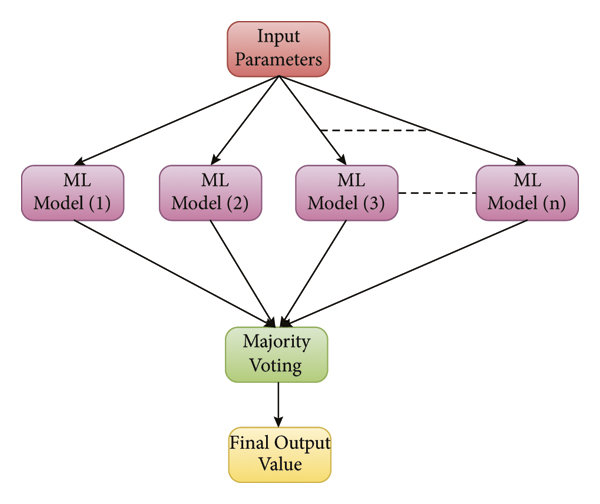 Input
Parameters
ML
Model (1)
ML
Model (2)
ML
Model (3)
ML
Model (n)
Majority
Voting
Final Output
Value